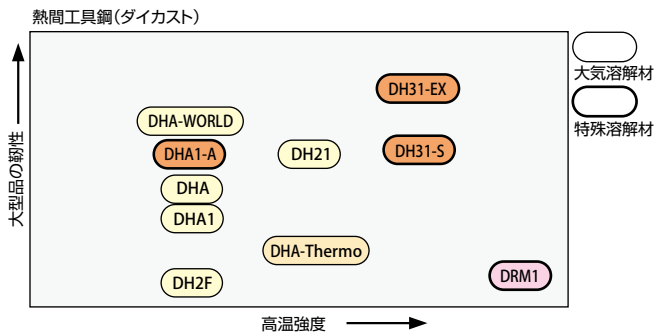 熱間工具鋼(ダイカスト)
大気溶解材
特殊溶解材
大型品の靭性
DH31-EX
DHA-WORLD
DHA1-A
DH21
DH31-S
DHA
DHA1
DHA-Thermo
DRM1
DH2F
高温強度